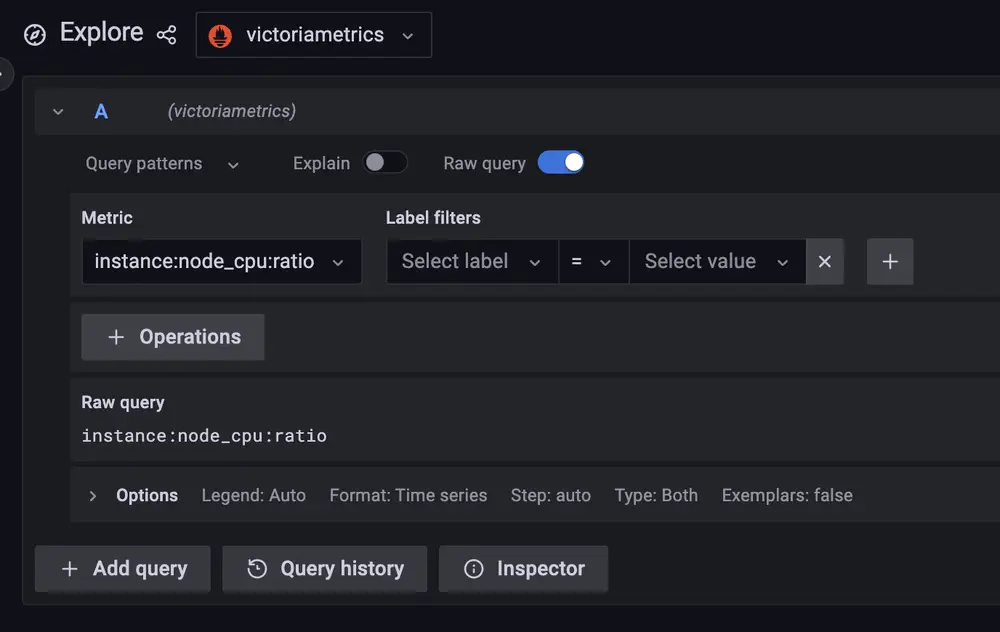 Explore victoriametrics
A (victoriametrics)
Query patterns Explain Raw query
Metric Label filters
instance:node_cpu:ratio Select label = Select value
Operations
Raw query
instance:node_cpu:ratio
Options Legend: Auto Format: Time series Step: auto Type: Both Exemplars: false
Add query Query history Inspector